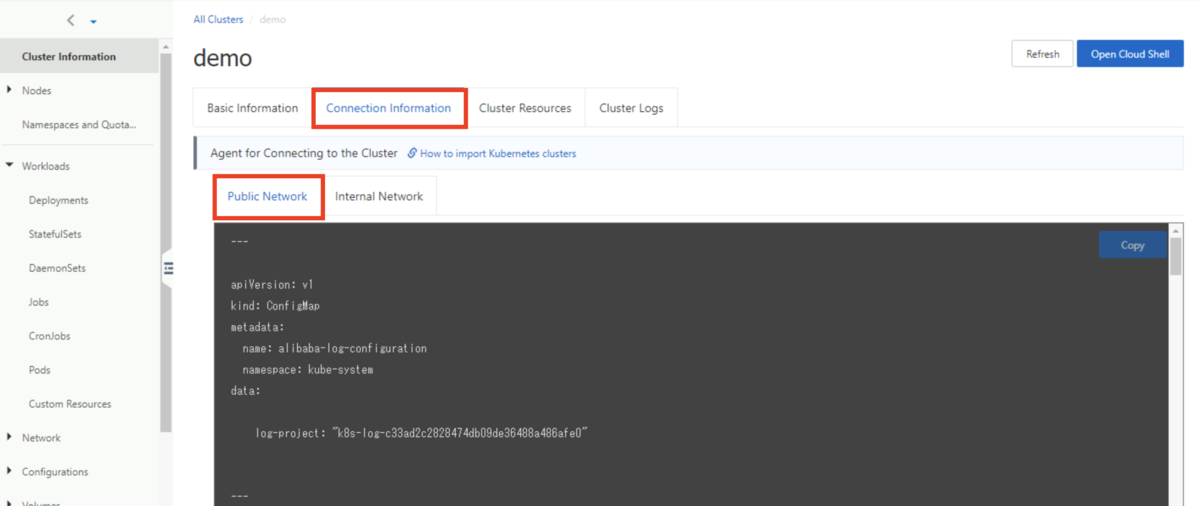 All Clusters / demo
demo
Refresh
Open Cloud Shell
Cluster Information
Nodes
Namespaces and Quota...
Workloads
Deployments
StatefulSets
DaemonSets
Jobs
CronJobs
Pods
Custom Resources
Network
Configurations
Volumes
Basic Information
Connection Information
Cluster Resources
Cluster Logs
Agent for Connecting to the Cluster How to import Kubernetes clusters
Public Network
Internal Network
Copy
---
apiVersion: v1
kind: ConfigMap
metadata:
name: alibaba-log-configuration
namespace: kube-system
data:
log-project: "k8s-log-c33ad2c2828474db09de36488a486afe0"
---